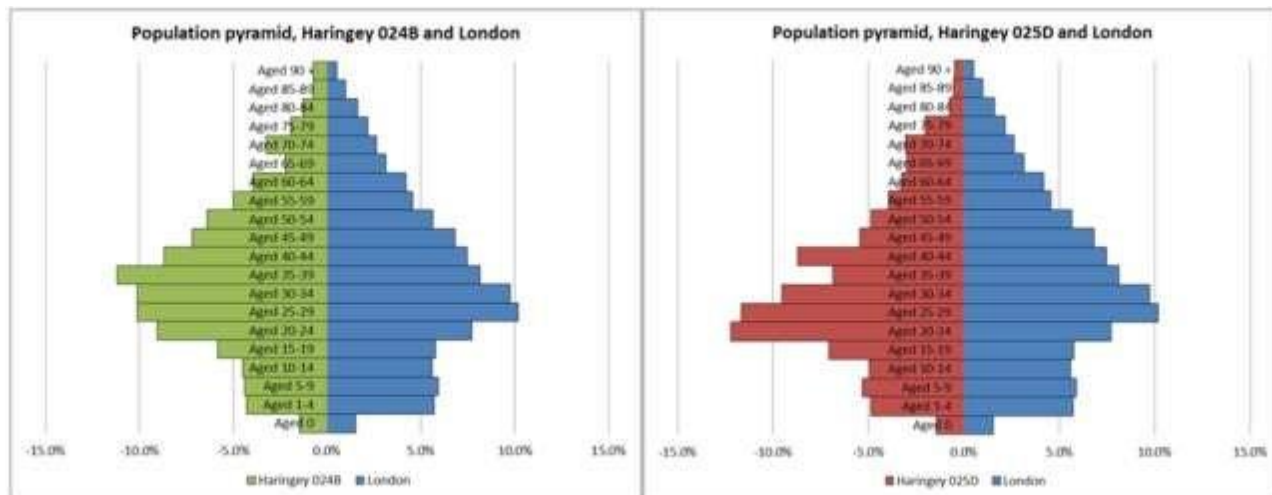 Population pyramid, Haringey 024B and London
Aged 90 +
Aged 85-89
Aged 80-84
Aged 75-79
Aged 70-74
Aged 65-69
Aged 60-64
Aged 55-59
Aged 50-54
Aged 45-49
Aged 40-44
Aged 35-39
Aged 30-34
Aged 25-29
Aged 20-24
Aged 15-19
Aged 10-14
Aged 5-9
Aged 1-4
Aged 0
-15.0% -10.0% -5.0% 0.0% 5.0% 10.0% 15.0%
Haringey 024B London
Population pyramid, Haringey 025D and London
Aged 90 +
Aged 85-89
Aged 80-84
Aged 75-79
Aged 70-74
Aged 65-69
Aged 60-64
Aged 55-59
Aged 50-54
Aged 45-49
Aged 40-44
Aged 35-39
Aged 30-34
Aged 25-29
Aged 20-24
Aged 15-19
Aged 10-14
Aged 5-9
Aged 1-4
Aged 0
-15.0% -10.0% -5.0% 0.0% 5.0% 10.0% 15.0%
Haringey 025D London